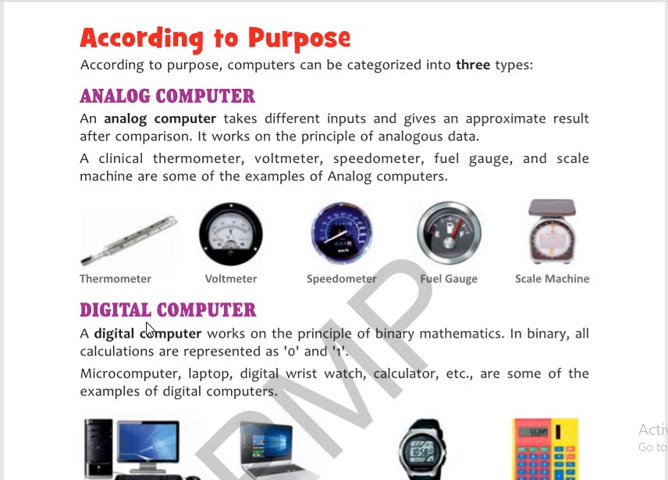 According to Purpose
According to purpose, computers can be categorized into three types:
ANALOG COMPUTER
An analog computer takes different inputs and gives an approximate result
after comparison. It works on the principle of analogous data.
A clinical thermometer, voltmeter, speedometer, fuel gauge, and scale
machine are some of the examples of Analog computers.
Thermometer Voltmeter Speedometer Fuel Gauge Scale Machine
DIGITAL COMPUTER
A digital computer works on the principle of binary mathematics. In binary, all
calculations are represented as '0' and '1'.
Microcomputer, laptop, digital wrist watch, calculator, etc., are some of the
examples of digital computers.
PMP
Go to